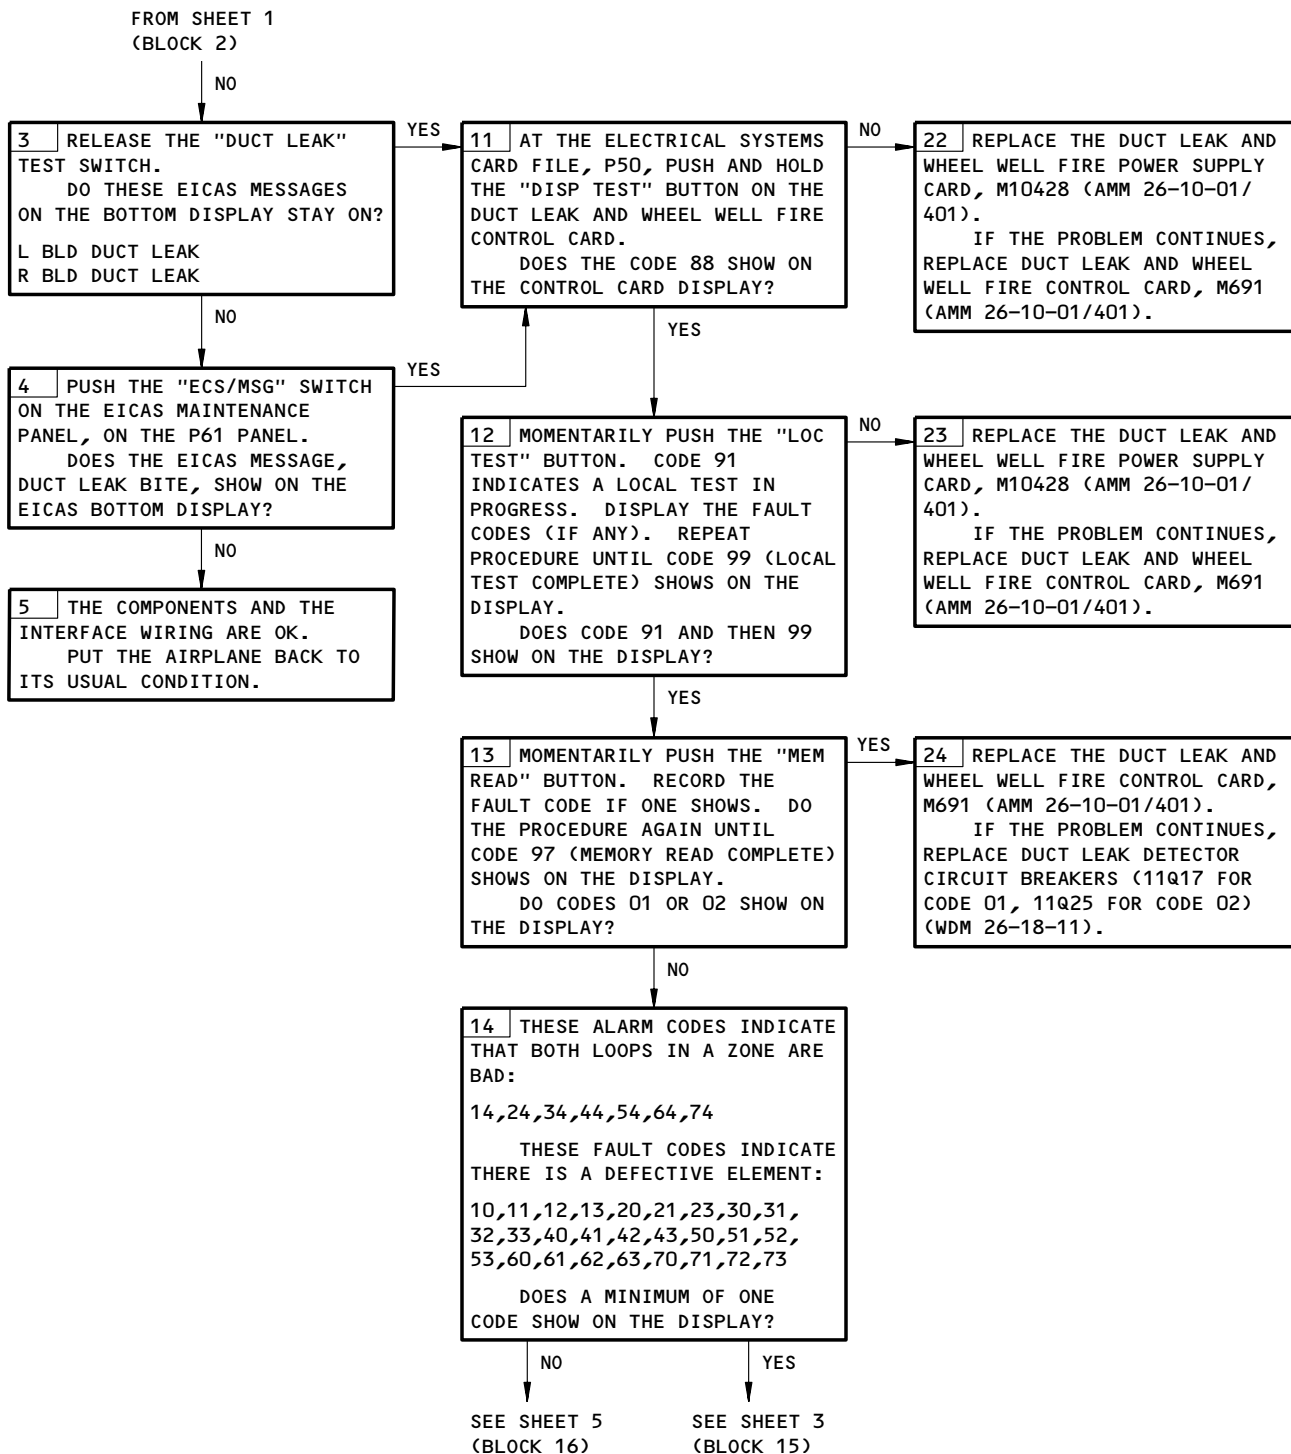 FROM SHEET 1
(BLOCK 2)
NO
3 RELEASE THE "DUCT LEAK"
TEST SWITCH.
DO THESE EICAS MESSAGES
ON THE BOTTOM DISPLAY STAY ON?
L BLD DUCT LEAK
R BLD DUCT LEAK
YES
NO
4 PUSH THE "ECS/MSG" SWITCH
ON THE EICAS MAINTENANCE
PANEL, ON THE P61 PANEL.
DOES THE EICAS MESSAGE,
DUCT LEAK BITE, SHOW ON THE
EICAS BOTTOM DISPLAY?
YES
NO
5 THE COMPONENTS AND THE
INTERFACE WIRING ARE OK.
PUT THE AIRPLANE BACK TO
ITS USUAL CONDITION.
11 AT THE ELECTRICAL SYSTEMS
CARD FILE, P50, PUSH AND HOLD
THE "DISP TEST" BUTTON ON THE
DUCT LEAK AND WHEEL WELL FIRE
CONTROL CARD.
DOES THE CODE 88 SHOW ON
THE CONTROL CARD DISPLAY?
NO
YES
22 REPLACE THE DUCT LEAK AND
WHEEL WELL FIRE POWER SUPPLY
CARD, M10428 (AMM 26-10-01/
401).
IF THE PROBLEM CONTINUES,
REPLACE DUCT LEAK AND WHEEL
WELL FIRE CONTROL CARD, M691
(AMM 26-10-01/401).
12 MOMENTARILY PUSH THE "LOC
TEST" BUTTON. CODE 91
INDICATES A LOCAL TEST IN
PROGRESS. DISPLAY THE FAULT
CODES (IF ANY). REPEAT
PROCEDURE UNTIL CODE 99 (LOCAL
TEST COMPLETE) SHOWS ON THE
DISPLAY.
DOES CODE 91 AND THEN 99
SHOW ON THE DISPLAY?
NO
YES
23 REPLACE THE DUCT LEAK AND
WHEEL WELL FIRE POWER SUPPLY
CARD, M10428 (AMM 26-10-01/
401).
IF THE PROBLEM CONTINUES,
REPLACE DUCT LEAK AND WHEEL
WELL FIRE CONTROL CARD, M691
(AMM 26-10-01/401).
13 MOMENTARILY PUSH THE "MEM
READ" BUTTON. RECORD THE
FAULT CODE IF ONE SHOWS. DO
THE PROCEDURE AGAIN UNTIL
CODE 97 (MEMORY READ COMPLETE)
SHOWS ON THE DISPLAY.
DO CODES 01 OR 02 SHOW ON
THE DISPLAY?
YES
NO
24 REPLACE THE DUCT LEAK AND
WHEEL WELL FIRE CONTROL CARD,
M691 (AMM 26-10-01/401).
IF THE PROBLEM CONTINUES,
REPLACE DUCT LEAK DETECTOR
CIRCUIT BREAKERS (11Q17 FOR
CODE 01, 11Q25 FOR CODE 02)
(WDM 26-18-11).
14 THESE ALARM CODES INDICATE
THAT BOTH LOOPS IN A ZONE ARE
BAD:
14,24,34,44,54,64,74
THESE FAULT CODES INDICATE
THERE IS A DEFECTIVE ELEMENT:
10,11,12,13,20,21,23,30,31,
32,33,40,41,42,43,50,51,52,
53,60,61,62,63,70,71,72,73
DOES A MINIMUM OF ONE
CODE SHOW ON THE DISPLAY?
NO
YES
SEE SHEET 5
(BLOCK 16)
SEE SHEET 3
(BLOCK 15)